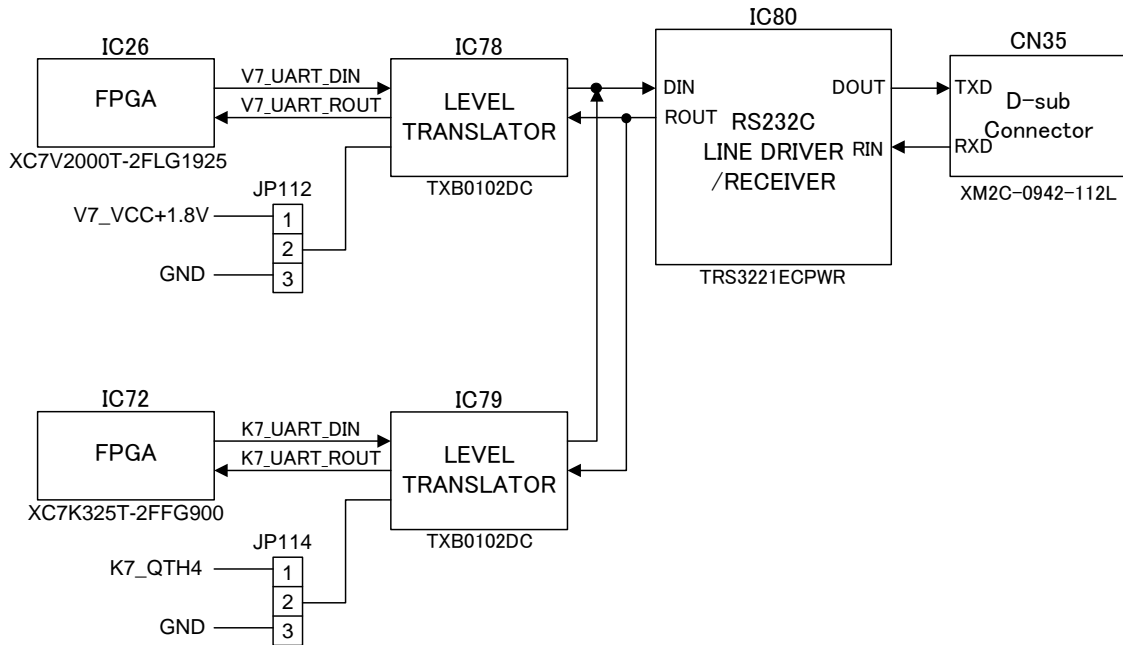 IC80
IC26
IC78
CN35
V7_UART_DIN
FPGA
V7_UART_ROUT
LEVEL
TRANSLATOR
DIN
DOUT
ROUT
RS232C
LINE DRIVER
/RECEIVER
RIN
TXD
D-sub
Connector
RXD
XC7V2000T-2FLG1925
TXB0102DC
XM2C-0942-112L
JP112
V7_VCC+1.8V
1
2
GND
3
TRS3221ECPWR
IC72
IC79
K7_UART_DIN
FPGA
K7_UART_ROUT
LEVEL
TRANSLATOR
XC7K325T-2FFG900
TXB0102DC
JP114
K7_QTH4
1
2
GND
3